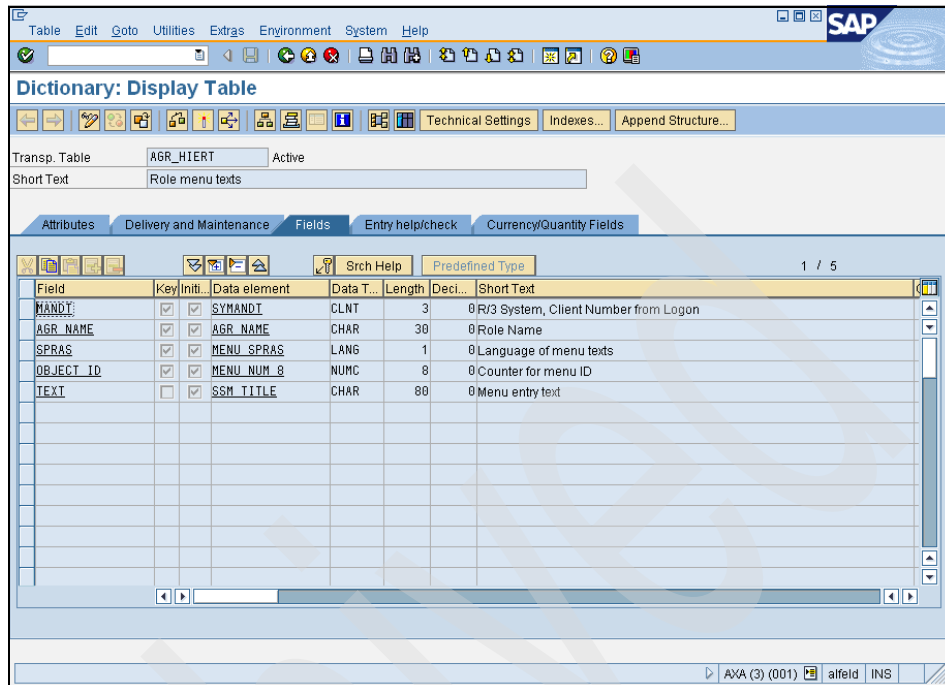 Table Edit Goto Utilities Extras Environment System Help
SAP
Dictionary: Display Table
Technical Settings Indexes... Append Structure...
Transp. Table AGR_HIERT Active
Short Text Role menu texts
Attributes Delivery and Maintenance Fields Entry help/check Currency/Quantity Fields
Srch Help Predefined Type 1 / 5
Field Key Initi... Data element Data T... Length Deci... Short Text
MANDT SYMANDT CLNT 3 0 R/3 System, Client Number from Logon
AGR_NAME AGR_NAME CHAR 30 0 Role Name
SPRAS MENU_SPRAS LANG 1 0 Language of menu texts
OBJECT_ID MENU_NUM_8 NUMC 8 0 Counter for menu ID
TEXT SSM_TITLE CHAR 80 0 Menu entry text
AXA (3) (001) alfeld INS